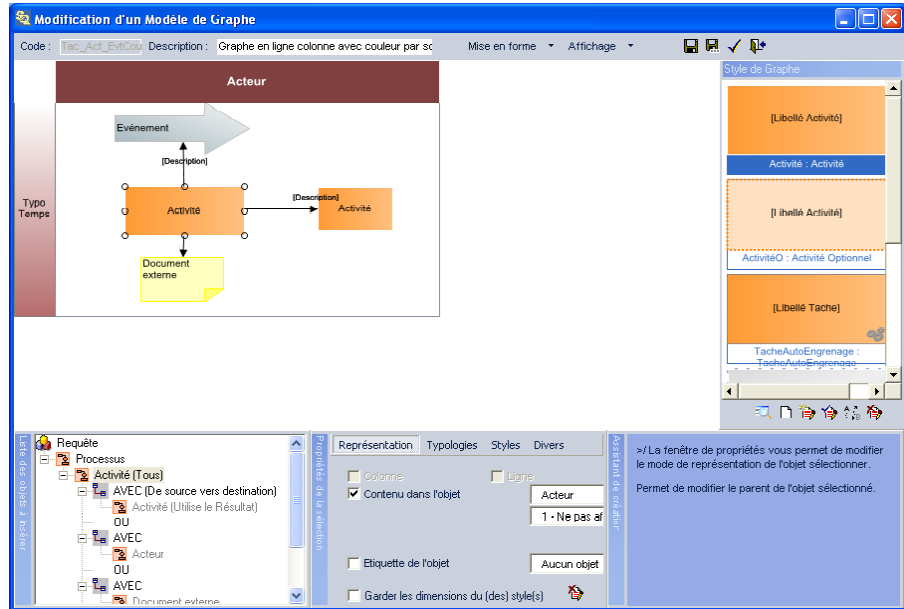 Modification d'un Modèle de Graphe
Code : Tac_Act_EvtCou Description : Graphe en ligne colonne avec couleur par sc Mise en forme Affichage
Acteur
Typo
Temps
Evénement
[Description]
Activité
[Description]
Activité
Document
externe
Style de Graphe
[Libellé Activité]
Activité : Activité
[Libellé Activité]
ActivitéO : Activité Optionnel
[Libellé Tache]
TacheAutoEngrenage :
TacheAutoEngrenage
Liste des objets à insérer
Requête
Processus
Activité (Tous)
AVEC (De source vers destination)
Activité (Utilise le Résultat)
OU
AVEC
Acteur
OU
AVEC
Document externe
Propriétés de la sélection
Représentation Typologies Styles Divers
Colonne Ligne
Contenu dans l'objet Acteur
1 - Ne pas af
Etiquette de l'objet Aucun objet
Garder les dimensions du (des) style(s)
Assistant de création
>/ La fenêtre de propriétés vous permet de modifier
le mode de représentation de l'objet sélectionner.
Permet de modifier le parent de l'objet sélectionné.